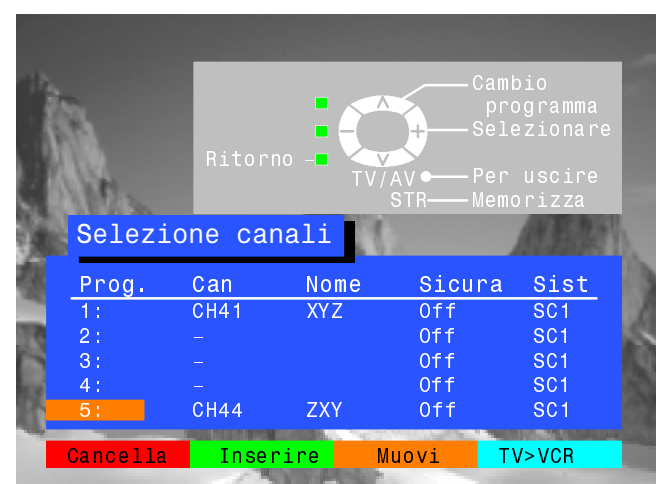 Cambio
programma
Selezionare
Ritorno
TV/AV Per uscire
STR Memorizza
Selezione canali
Prog. Can Nome Sicura Sist
1: CH41 XYZ Off SC1
2: – Off SC1
3: – Off SC1
4: – Off SC1
5: CH44 ZXY Off SC1
Cancella Inserire Muovi TV>VCR